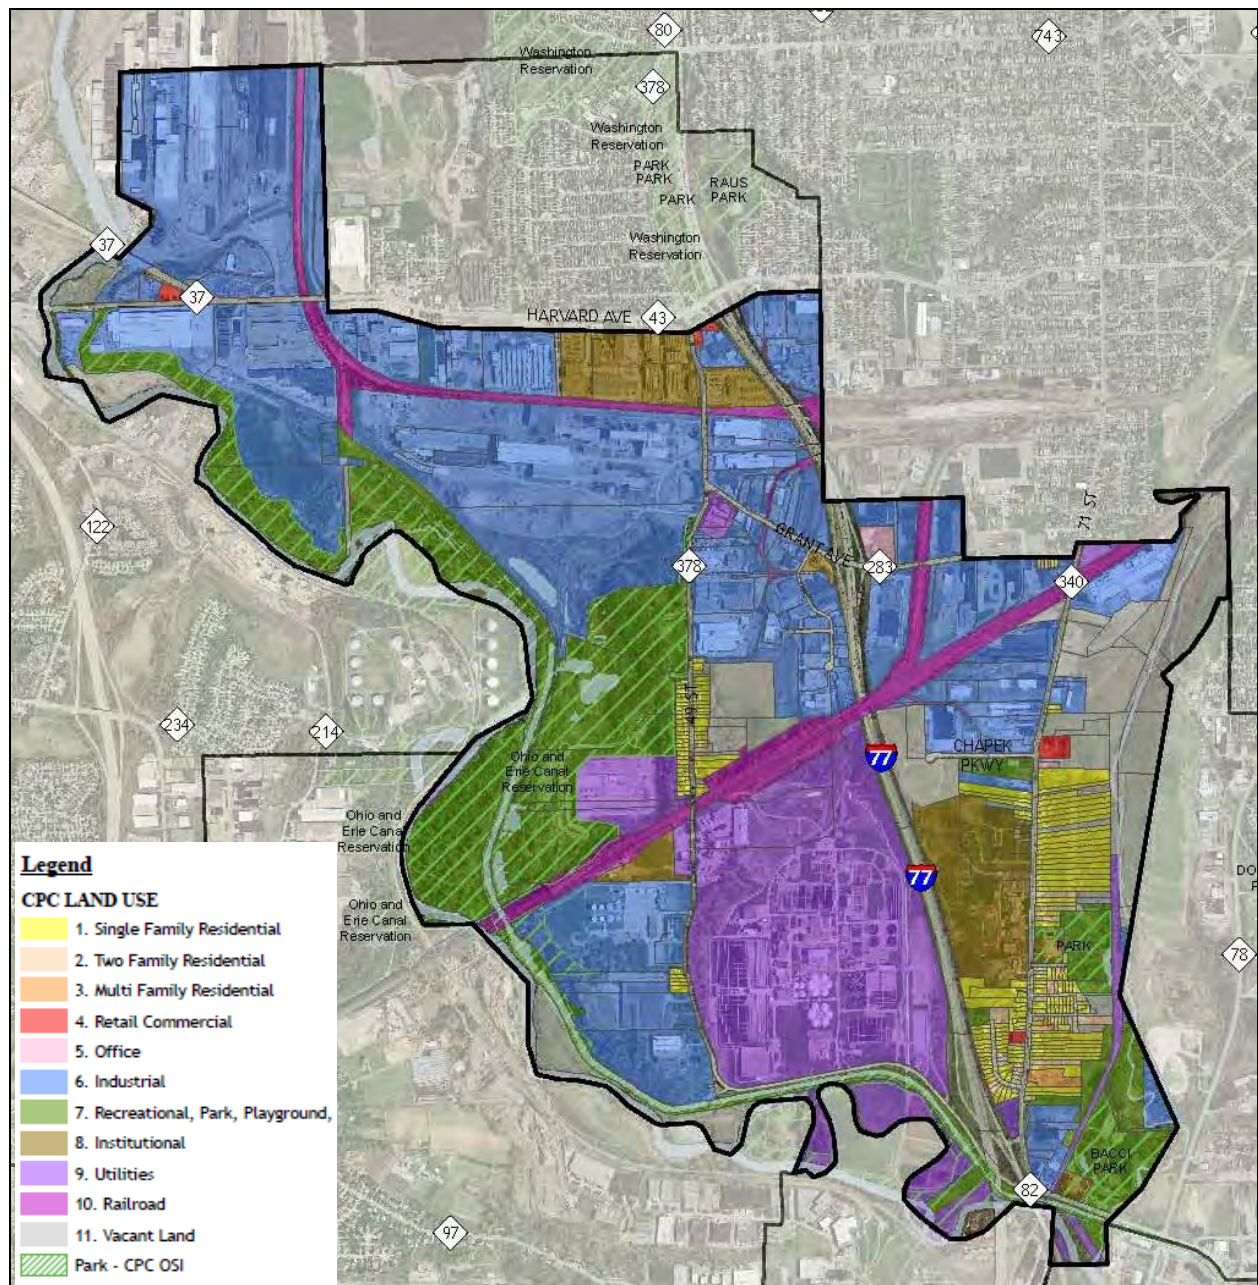 80
743
Washington
Reservation
378
Washington
Reservation
PARK
PARK
RAUS
PARK
PARK
Washington
Reservation
37
37
HARVARD AVE
43
71 ST
122
GRANT AVE
378
283
340
49 ST
234
214
Ohio and
Erie Canal
Reservation
77
CHAPEK
PKWY
Ohio and
Erie Canal
Reservation
77
Ohio and
Erie Canal
Reservation
PARK
78
BACCI
PARK
82
97
Legend
CPC LAND USE
1. Single Family Residential
2. Two Family Residential
3. Multi Family Residential
4. Retail Commercial
5. Office
6. Industrial
7. Recreational, Park, Playground,
8. Institutional
9. Utilities
10. Railroad
11. Vacant Land
Park - CPC OSI